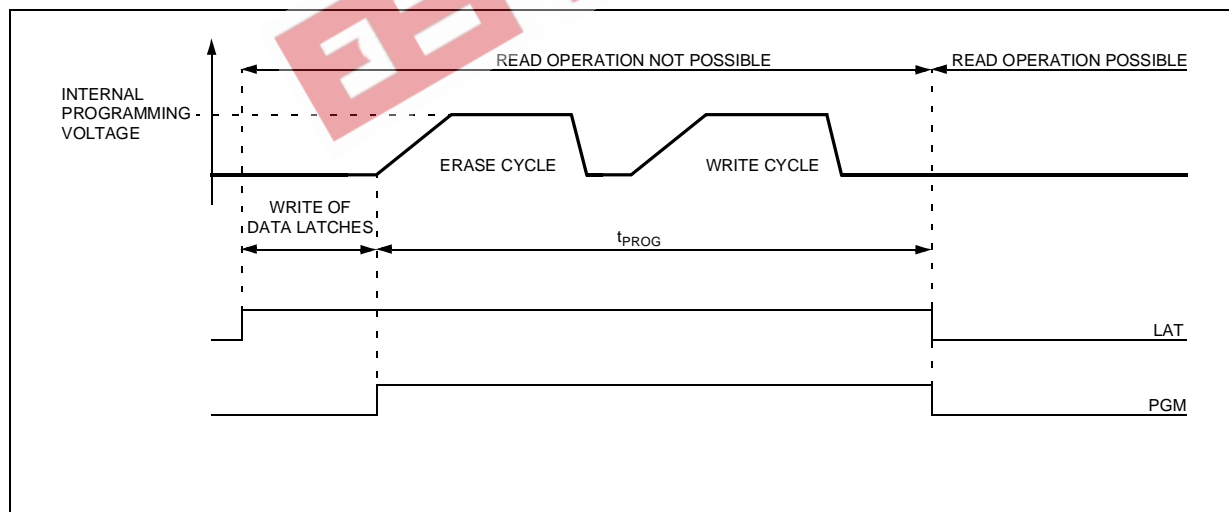 READ OPERATION NOT POSSIBLE
READ OPERATION POSSIBLE
INTERNAL
PROGRAMMING
VOLTAGE
ERASE CYCLE
WRITE CYCLE
WRITE OF
DATA LATCHES
tPROG
LAT
PGM